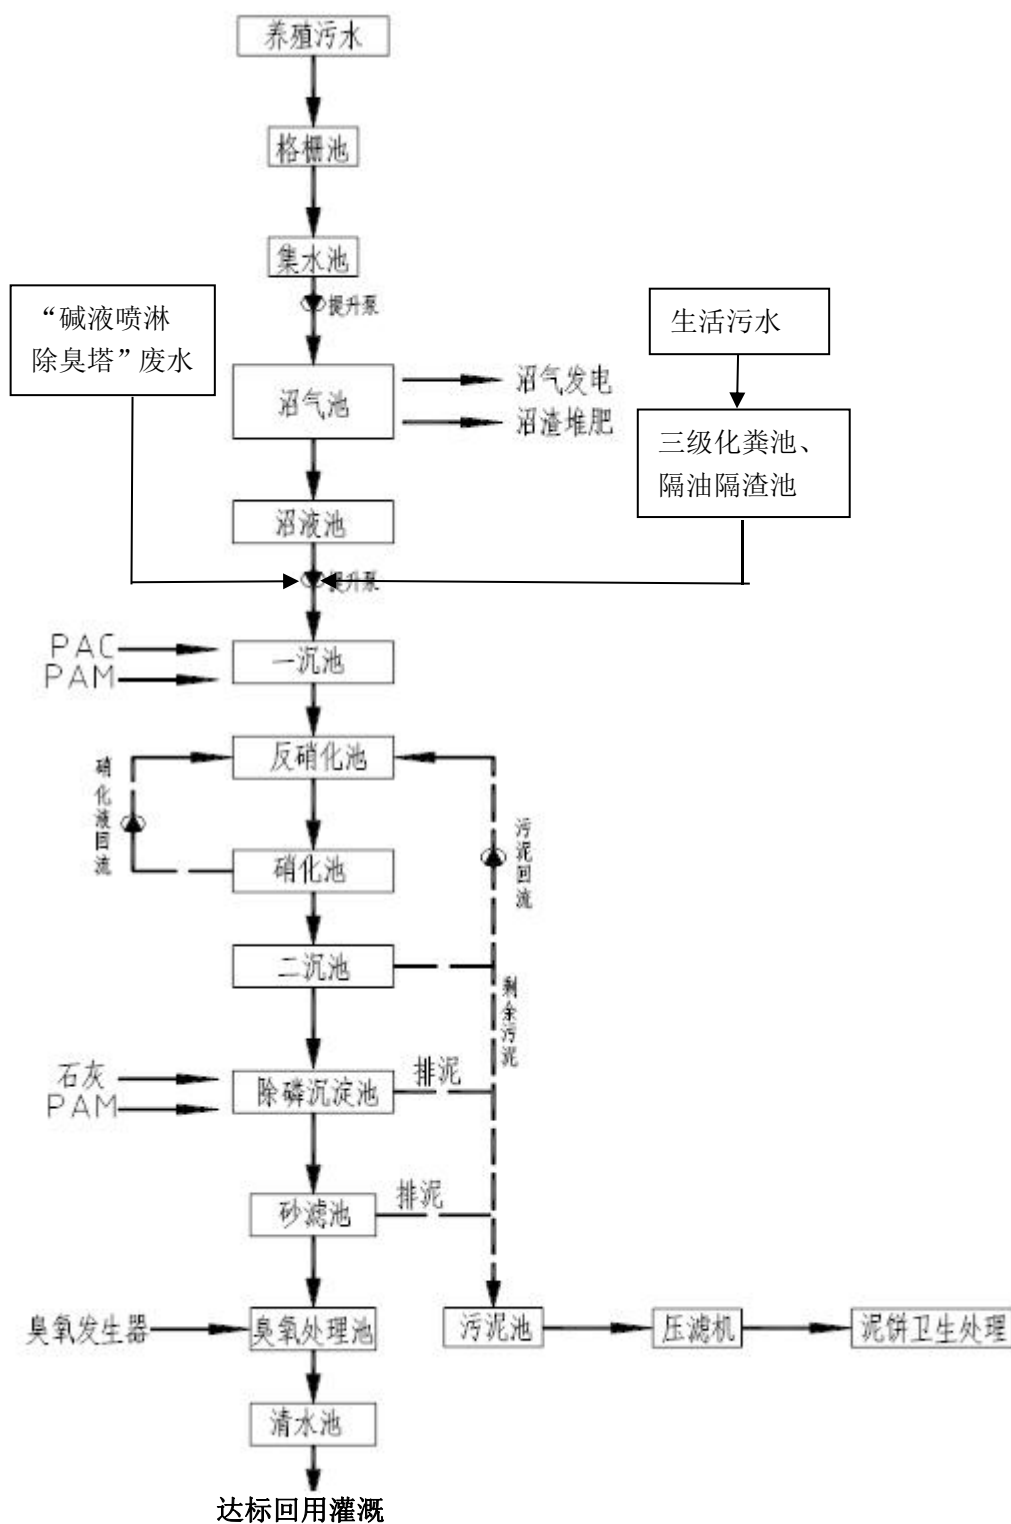 养殖污水
格栅池
集水池
提升泵
“碱液喷淋
除臭塔”废水
生活污水
沼气池
沼气发电
沼渣堆肥
三级化粪池、
隔油隔渣池
沼液池
提升泵
PAC
PAM
一沉池
反硝化池
硝化液回流
污泥回流
硝化池
二沉池
剩余污泥
石灰
PAM
除磷沉淀池
排泥
砂滤池
排泥
臭氧发生器
臭氧处理池
污泥池
压滤机
泥饼卫生处理
清水池
达标回用灌溉